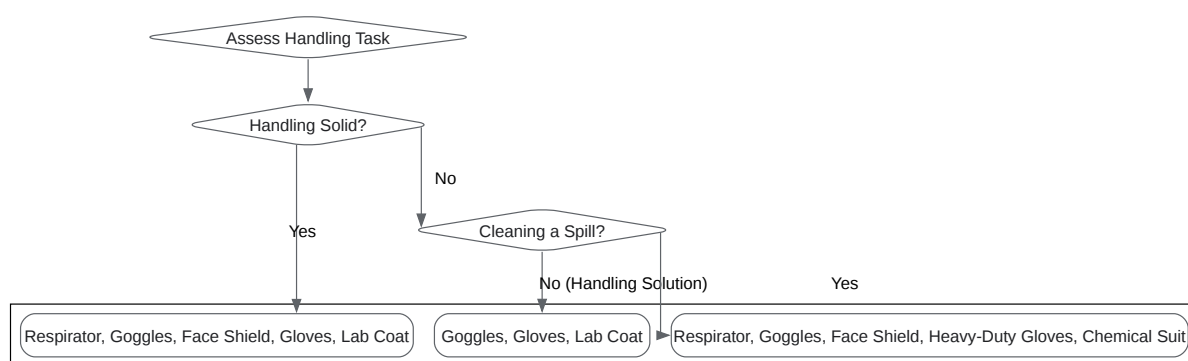 Assess Handling Task
Handling Solid?
No
Yes
Cleaning a Spill?
No (Handling Solution)
Yes
Respirator, Goggles, Face Shield, Gloves, Lab Coat
Goggles, Gloves, Lab Coat
Respirator, Goggles, Face Shield, Heavy-Duty Gloves, Chemical Suit